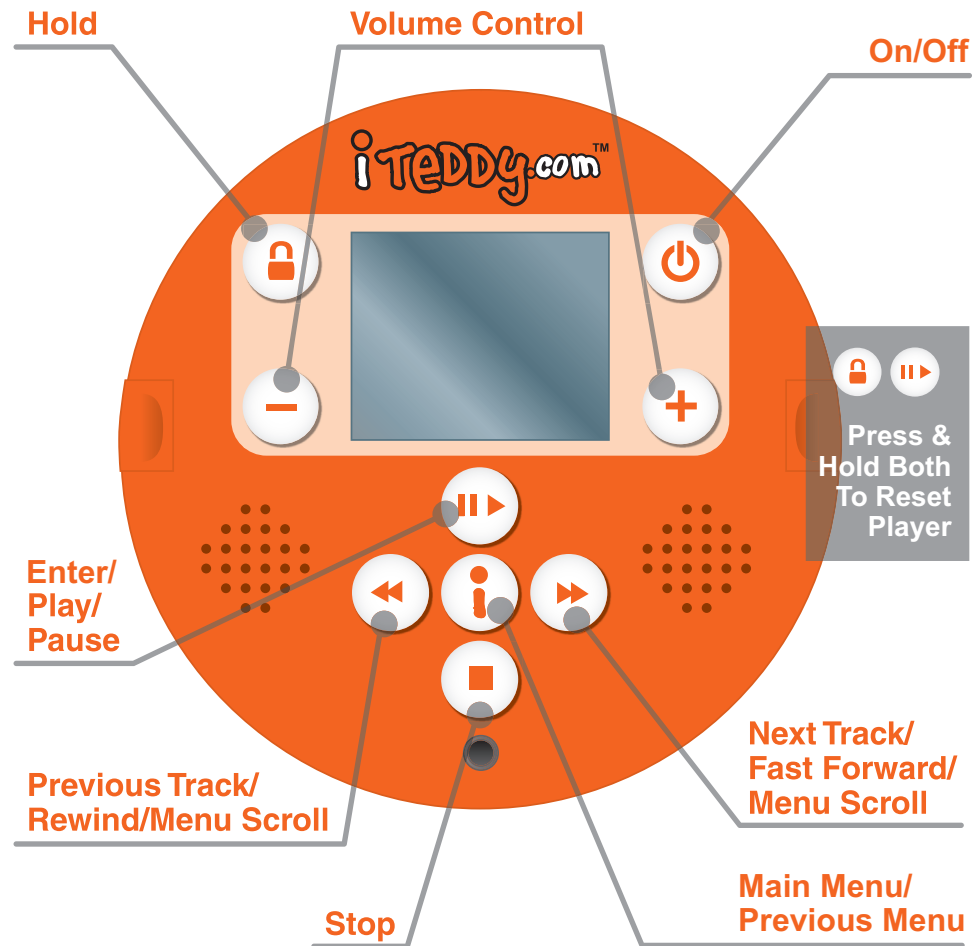 Hold
Volume Control
On/Off
iTEDDY.com™
Press &
Hold Both
To Reset
Player
Enter/
Play/
Pause
i
Next Track/
Fast Forward/
Menu Scroll
Previous Track/
Rewind/Menu Scroll
Main Menu/
Previous Menu
Stop